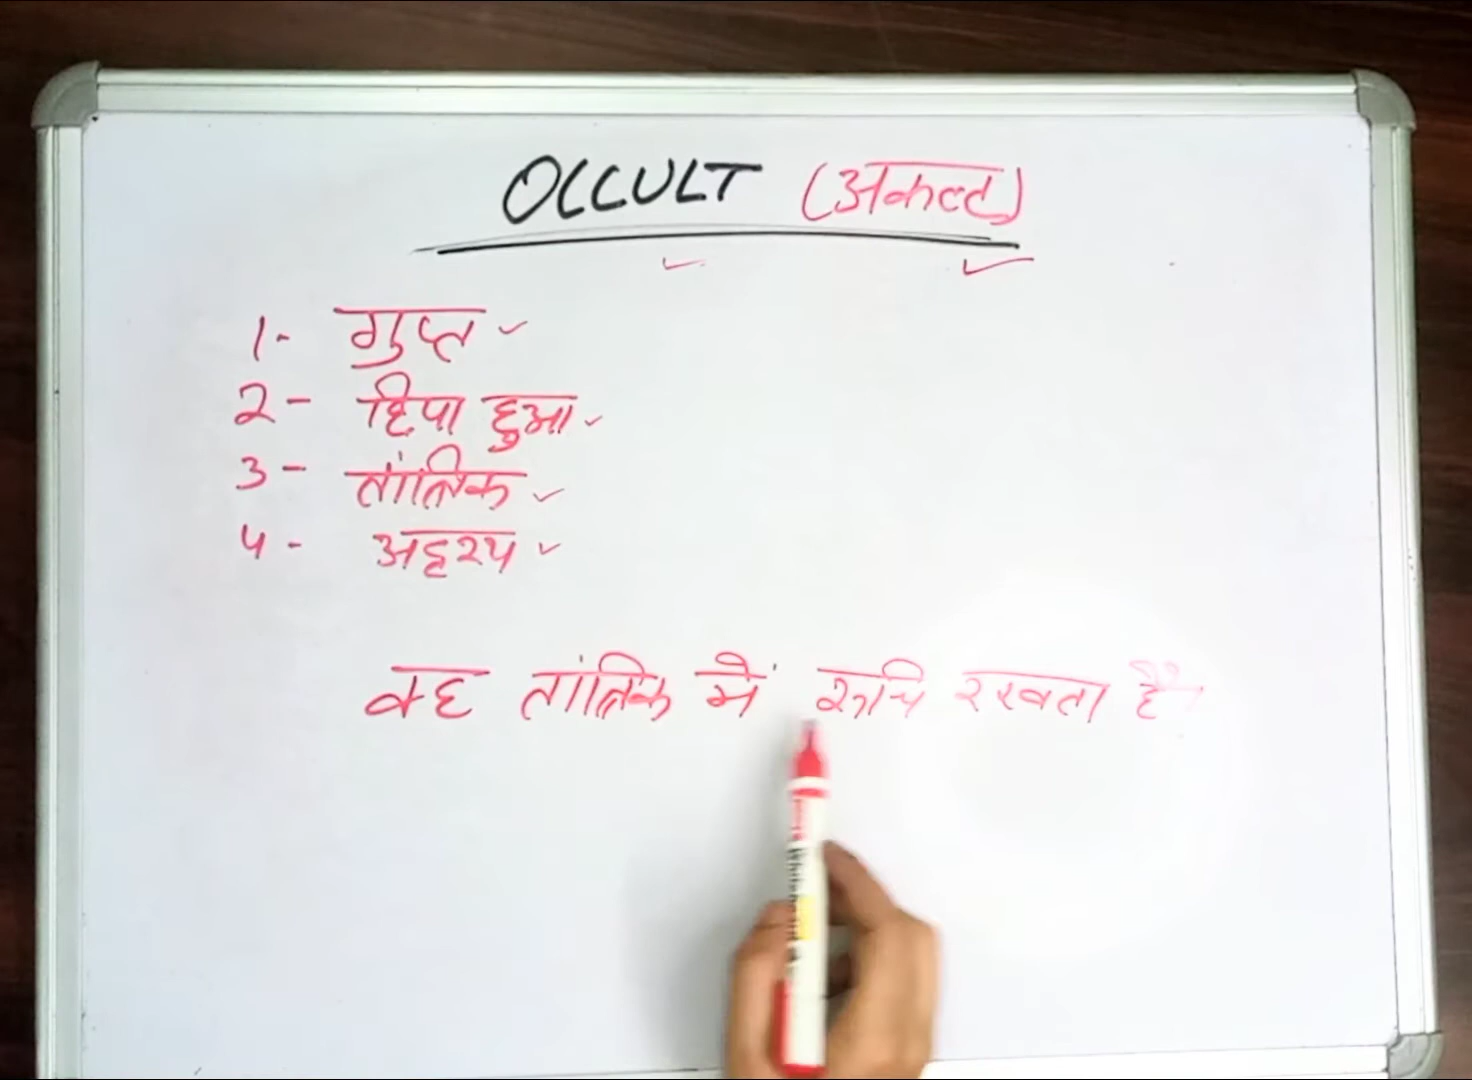 OCCULT (अकल्ट)
1- गुप्त
2- छिपा हुआ
3- तांत्रिक
4- अदृश्य
वह तांत्रिक में रूचि रखता है।